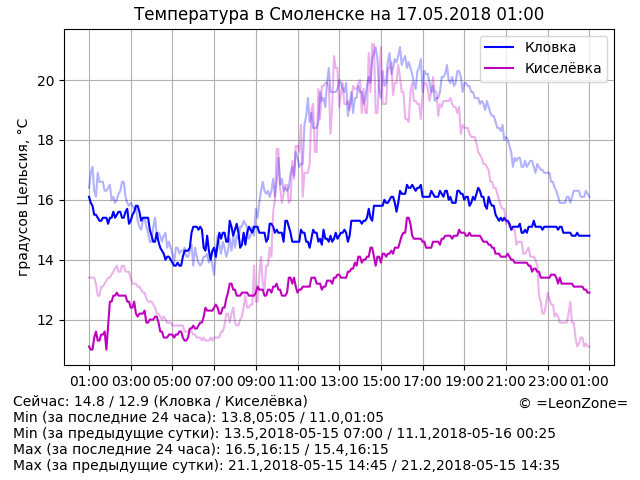 Температура в Смоленске на 17.05.2018 01:00
Кловка
Киселёвка
градусов Цельсия, °C
20
18
16
14
12
01:00 03:00 05:00 07:00 09:00 11:00 13:00 15:00 17:00 19:00 21:00 23:00 01:00
Сейчас: 14.8 / 12.9 (Кловка / Киселёвка)
© =LeonZone=
Min (за последние 24 часа): 13.8,05:05 / 11.0,01:05
Min (за предыдущие сутки): 13.5,2018-05-15 07:00 / 11.1,2018-05-16 00:25
Max (за последние 24 часа): 16.5,16:15 / 15.4,16:15
Max (за предыдущие сутки): 21.1,2018-05-15 14:45 / 21.2,2018-05-15 14:35